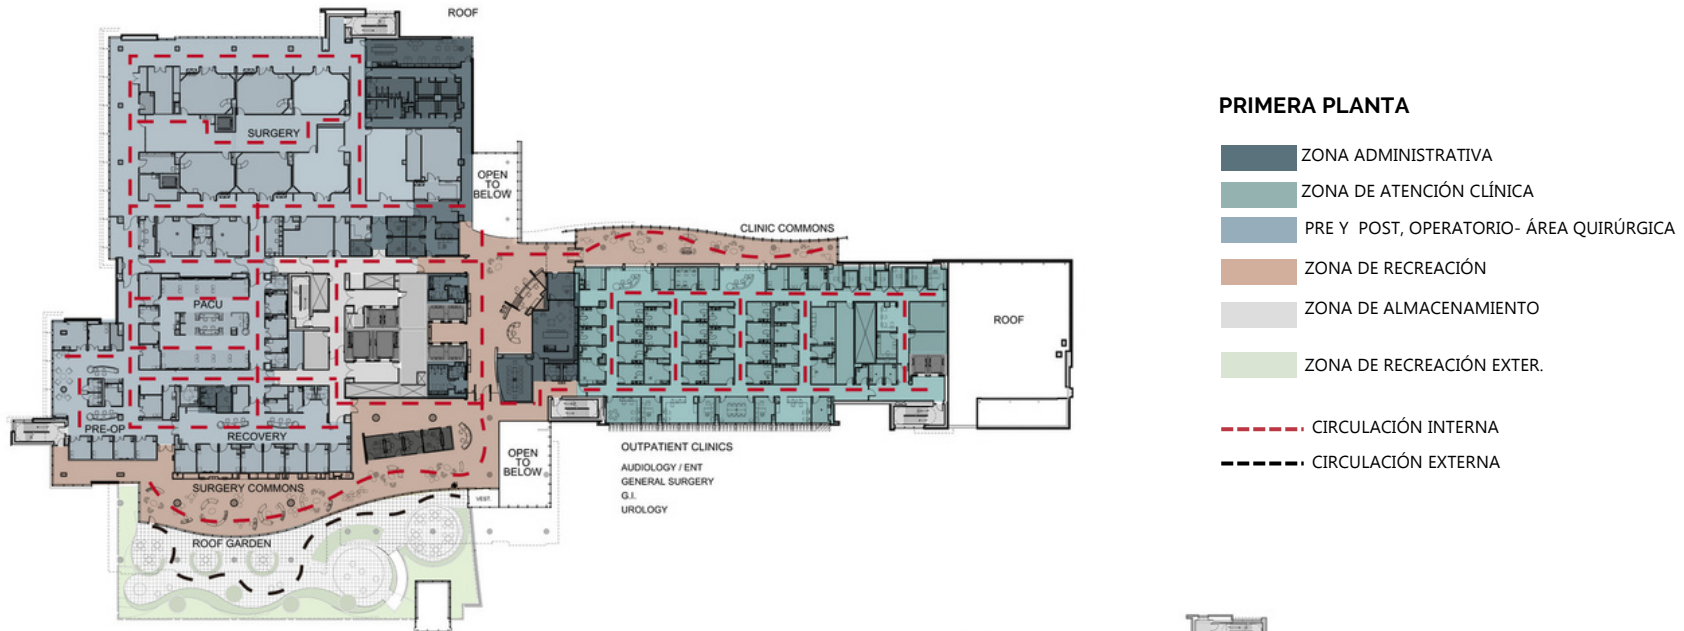 ROOF
SURGERY
OPEN
TO
BELOW
CLINIC COMMONS
PACU
ROOF
PRE-OP
RECOVERY
OPEN
TO
BELOW
SURGERY COMMONS
VEST.
ROOF GARDEN
OUTPATIENT CLINICS
AUDIOLOGY / ENT
GENERAL SURGERY
G.I.
UROLOGY
PRIMERA PLANTA
ZONA ADMINISTRATIVA
ZONA DE ATENCIÓN CLÍNICA
PRE Y POST, OPERATORIO- ÁREA QUIRÚRGICA
ZONA DE RECREACIÓN
ZONA DE ALMACENAMIENTO
ZONA DE RECREACIÓN EXTER.
CIRCULACIÓN INTERNA
CIRCULACIÓN EXTERNA